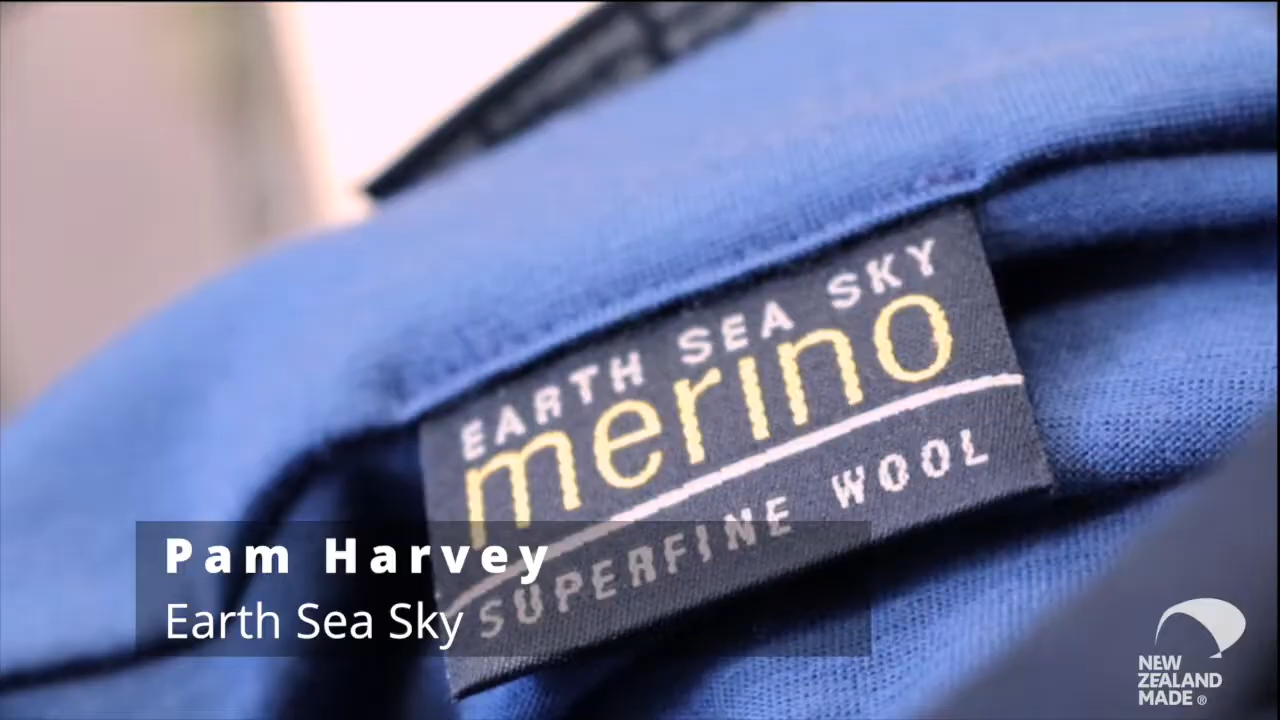 EARTH SEA SKY
merino
SUPERFINE WOOL
Pam Harvey
Earth Sea Sky
NEW
ZEALAND
MADE ®